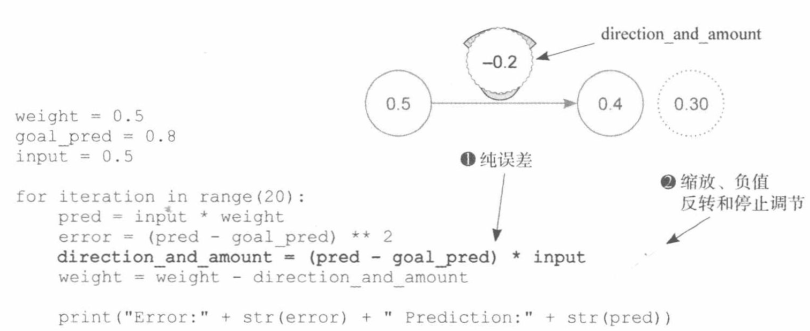 direction_and_amount
–0.2
0.5
0.4
0.30
weight = 0.5
goal_pred = 0.8
input = 0.5
❶ 纯误差
❷ 缩放、负值
反转和停止调节
for iteration in range(20):
    pred = input * weight
    error = (pred - goal_pred) ** 2
    direction_and_amount = (pred - goal_pred) * input
    weight = weight - direction_and_amount
    print("Error:" + str(error) + " Prediction:" + str(pred))